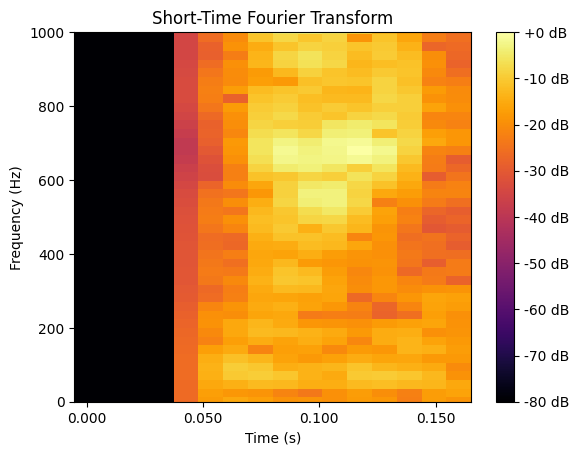 Short-Time Fourier Transform
1000
800
600
400
200
0
Frequency (Hz)
0.000
0.050
0.100
0.150
Time (s)
+0 dB
-10 dB
-20 dB
-30 dB
-40 dB
-50 dB
-60 dB
-70 dB
-80 dB